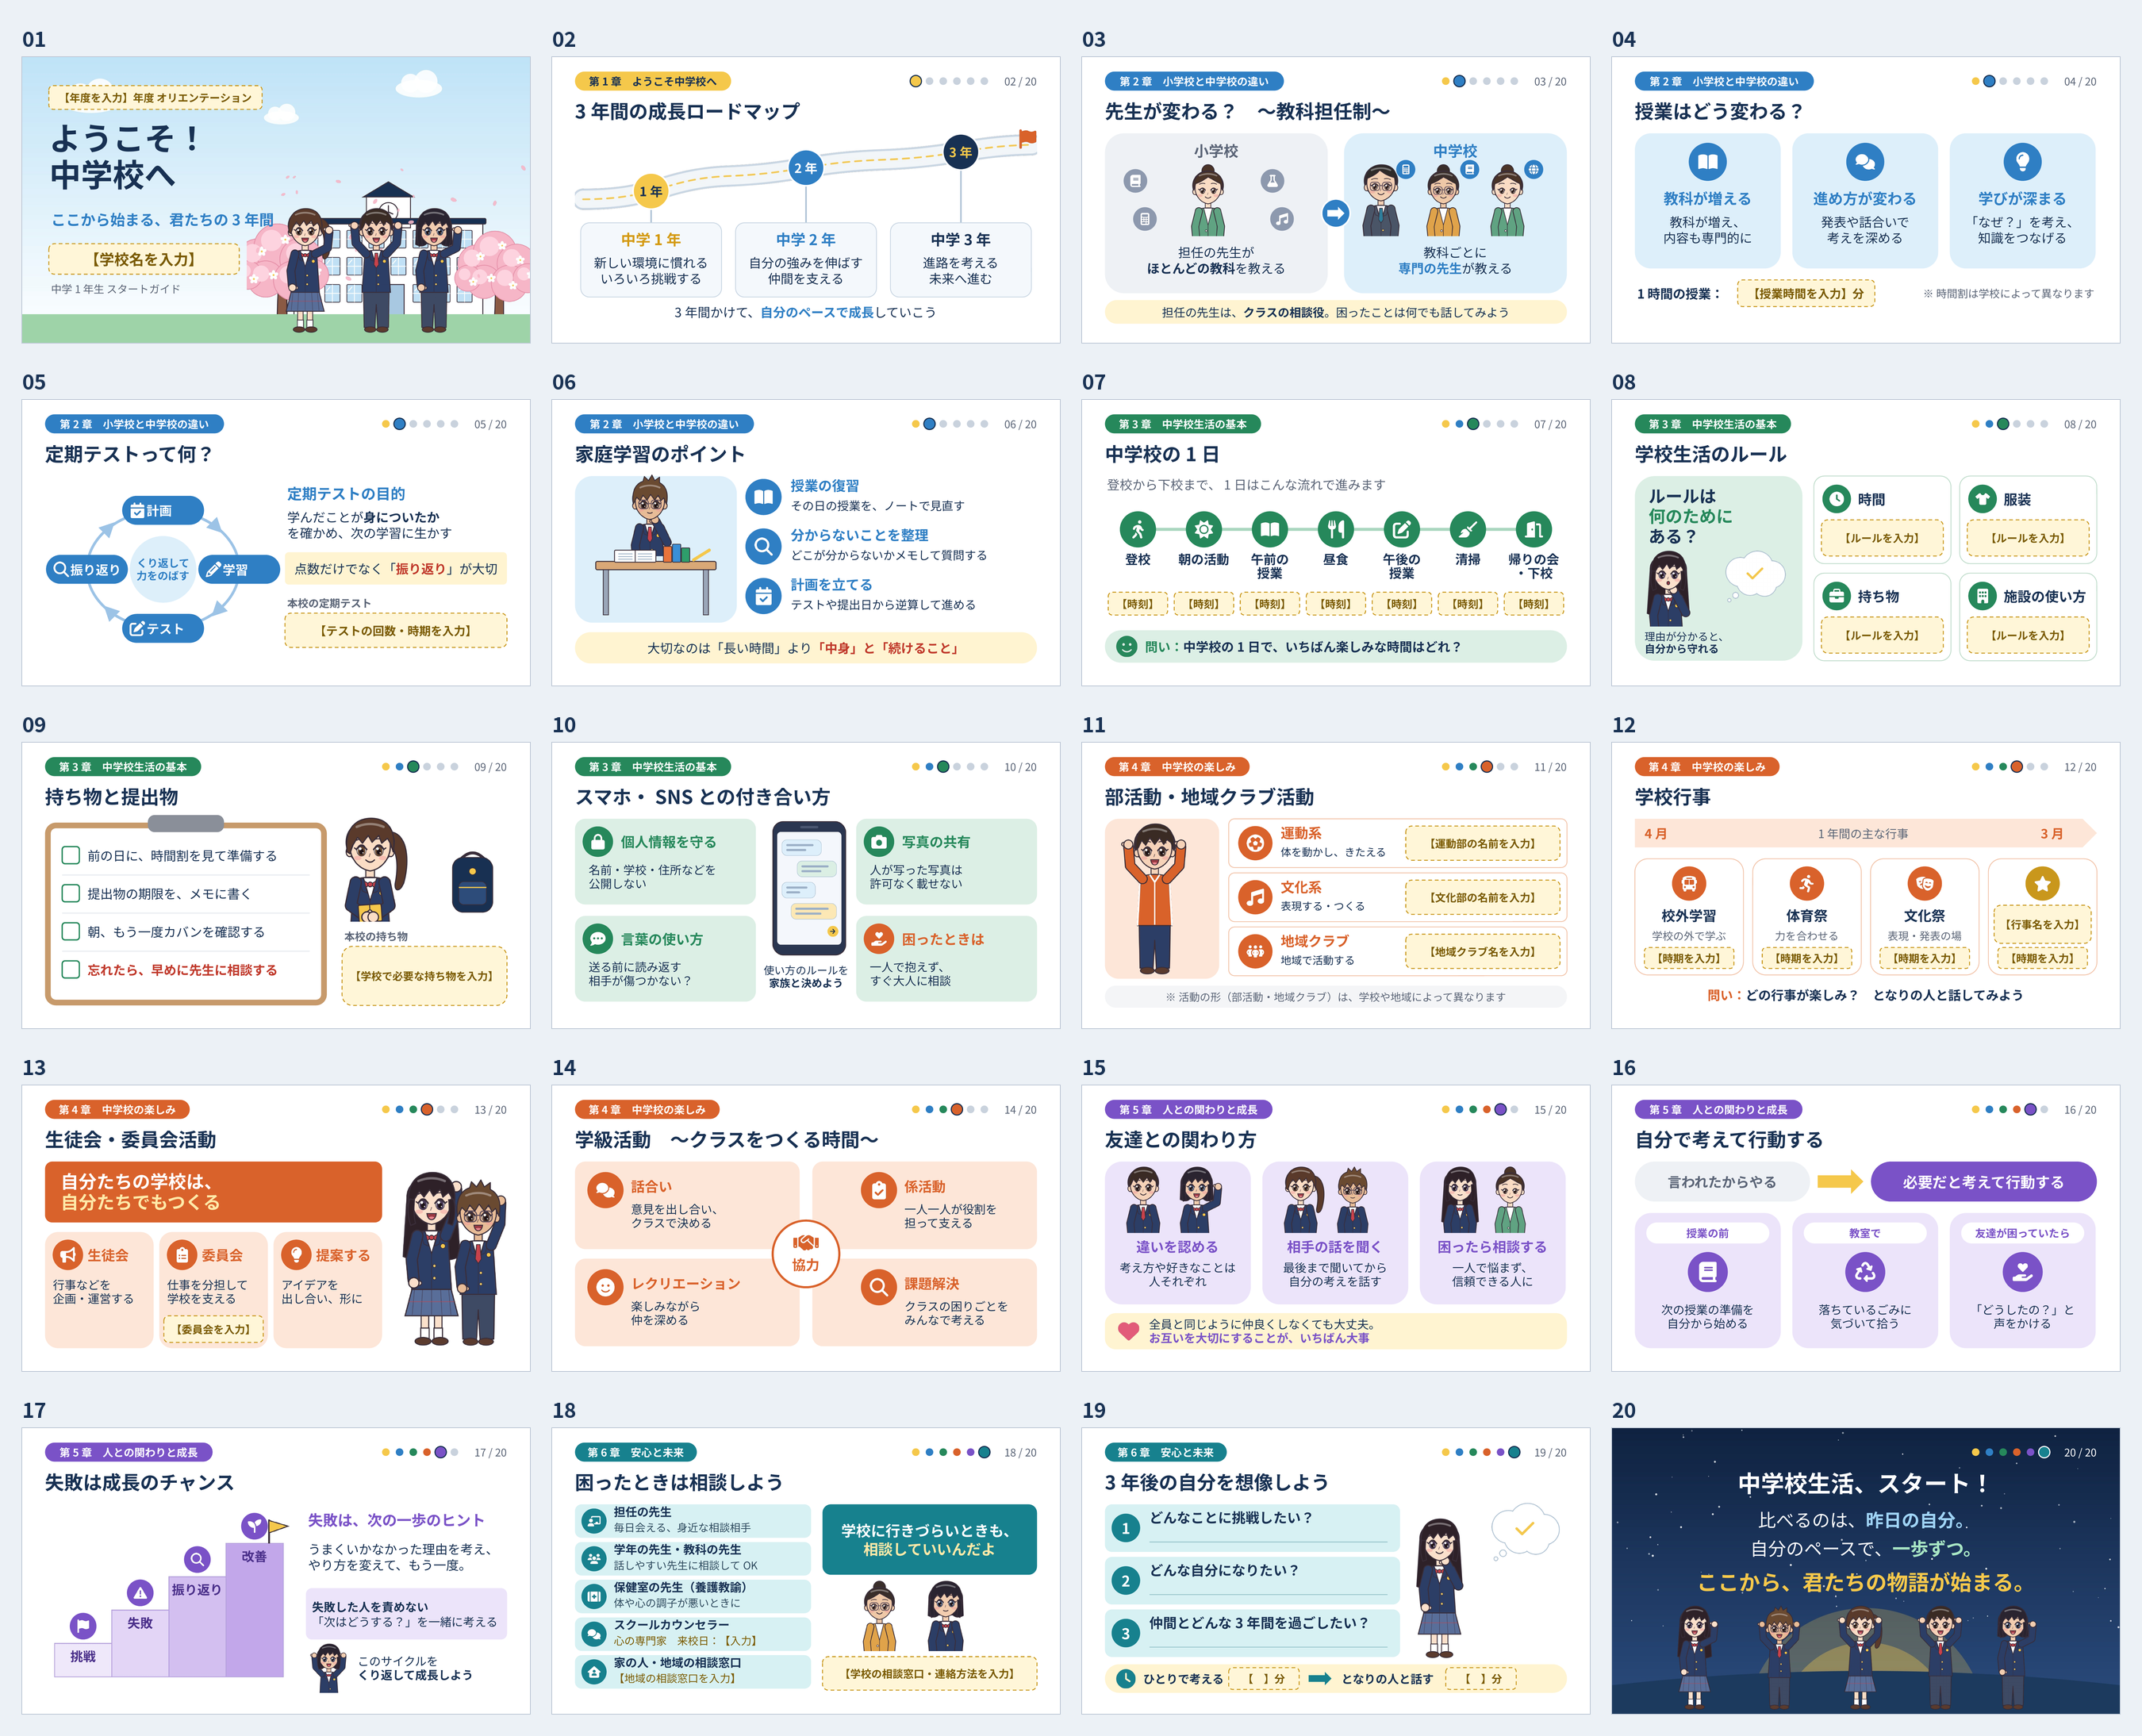 01
【年度を入力】年度 オリエンテーション
ようこそ！
中学校へ
ここから始まる、君たちの 3 年間
【学校名を入力】
中学 1 年生 スタートガイド
02
第 1 章　ようこそ中学校へ
02 / 20
3 年間の成長ロードマップ
1 年
2 年
3 年
中学 1 年
新しい環境に慣れる
いろいろ挑戦する
中学 2 年
自分の強みを伸ばす
仲間を支える
中学 3 年
進路を考える
未来へ進む
3 年間かけて、自分のペースで成長していこう
03
第 2 章　小学校と中学校の違い
03 / 20
先生が変わる？　～教科担任制～
小学校
担任の先生が
ほとんどの教科を教える
中学校
教科ごとに
専門の先生が教える
担任の先生は、クラスの相談役。困ったことは何でも話してみよう
04
第 2 章　小学校と中学校の違い
04 / 20
授業はどう変わる？
教科が増える
教科が増え、
内容も専門的に
進め方が変わる
発表や話合いで
考えを深める
学びが深まる
「なぜ？」を考え、
知識をつなげる
1 時間の授業：
【授業時間を入力】分
※ 時間割は学校によって異なります
05
第 2 章　小学校と中学校の違い
05 / 20
定期テストって何？
計画
振り返り
くり返して
力をのばす
学習
テスト
定期テストの目的
学んだことが身についたか
を確かめ、次の学習に生かす
点数だけでなく「振り返り」が大切
本校の定期テスト
【テストの回数・時期を入力】
06
第 2 章　小学校と中学校の違い
06 / 20
家庭学習のポイント
授業の復習
その日の授業を、ノートで見直す
分からないことを整理
どこが分からないかメモして質問する
計画を立てる
テストや提出日から逆算して進める
大切なのは「長い時間」より「中身」と「続けること」
07
第 3 章　中学校生活の基本
07 / 20
中学校の 1 日
登校から下校まで、1 日はこんな流れで進みます
登校
朝の活動
午前の
授業
昼食
午後の
授業
清掃
帰りの会
・下校
【時刻】
【時刻】
【時刻】
【時刻】
【時刻】
【時刻】
【時刻】
問い：中学校の 1 日で、いちばん楽しみな時間はどれ？
08
第 3 章　中学校生活の基本
08 / 20
学校生活のルール
ルールは
何のために
ある？
理由が分かると、
自分から守れる
時間
【ルールを入力】
服装
【ルールを入力】
持ち物
【ルールを入力】
施設の使い方
【ルールを入力】
09
第 3 章　中学校生活の基本
09 / 20
持ち物と提出物
前の日に、時間割を見て準備する
提出物の期限を、メモに書く
朝、もう一度カバンを確認する
忘れたら、早めに先生に相談する
本校の持ち物
【学校で必要な持ち物を入力】
10
第 3 章　中学校生活の基本
10 / 20
スマホ・ SNS との付き合い方
個人情報を守る
名前・学校・住所などを
公開しない
写真の共有
人が写った写真は
許可なく載せない
言葉の使い方
送る前に読み返す
相手が傷つかない？
使い方のルールを
家族と決めよう
困ったときは
一人で抱えず、
すぐ大人に相談
11
第 4 章　中学校の楽しみ
11 / 20
部活動・地域クラブ活動
運動系
体を動かし、きたえる
【運動部の名前を入力】
文化系
表現する・つくる
【文化部の名前を入力】
地域クラブ
地域で活動する
【地域クラブ名を入力】
※ 活動の形（部活動・地域クラブ）は、学校や地域によって異なります
12
第 4 章　中学校の楽しみ
12 / 20
学校行事
4 月
1 年間の主な行事
3 月
校外学習
学校の外で学ぶ
【時期を入力】
体育祭
力を合わせる
【時期を入力】
文化祭
表現・発表の場
【時期を入力】
【行事名を入力】
【時期を入力】
問い：どの行事が楽しみ？　となりの人と話してみよう
13
第 4 章　中学校の楽しみ
13 / 20
生徒会・委員会活動
自分たちの学校は、
自分たちでもつくる
生徒会
行事などを
企画・運営する
委員会
仕事を分担して
学校を支える
【委員会を入力】
提案する
アイデアを
出し合い、形に
14
第 4 章　中学校の楽しみ
14 / 20
学級活動　～クラスをつくる時間～
話合い
意見を出し合い、
クラスで決める
係活動
一人一人が役割を
担って支える
協力
レクリエーション
楽しみながら
仲を深める
課題解決
クラスの困りごとを
みんなで考える
15
第 5 章　人との関わりと成長
15 / 20
友達との関わり方
違いを認める
考え方や好きなことは
人それぞれ
相手の話を聞く
最後まで聞いてから
自分の考えを話す
困ったら相談する
一人で悩まず、
信頼できる人に
全員と同じように仲良くしなくても大丈夫。
お互いを大切にすることが、いちばん大事
16
第 5 章　人との関わりと成長
16 / 20
自分で考えて行動する
言われたからやる
必要だと考えて行動する
授業の前
次の授業の準備を
自分から始める
教室で
落ちているごみに
気づいて拾う
友達が困っていたら
「どうしたの？」と
声をかける
17
第 5 章　人との関わりと成長
17 / 20
失敗は成長のチャンス
挑戦
失敗
振り返り
改善
失敗は、次の一歩のヒント
うまくいかなかった理由を考え、
やり方を変えて、もう一度。
失敗した人を責めない
「次はどうする？」を一緒に考える
このサイクルを
くり返して成長しよう
18
第 6 章　安心と未来
18 / 20
困ったときは相談しよう
担任の先生
毎日会える、身近な相談相手
学年の先生・教科の先生
話しやすい先生に相談して OK
保健室の先生（養護教諭）
体や心の調子が悪いときに
スクールカウンセラー
心の専門家　来校日：【入力】
家の人・地域の相談窓口
【地域の相談窓口を入力】
学校に行きづらいときも、
相談していいんだよ
【学校の相談窓口・連絡方法を入力】
19
第 6 章　安心と未来
19 / 20
3 年後の自分を想像しよう
1
どんなことに挑戦したい？
2
どんな自分になりたい？
3
仲間とどんな 3 年間を過ごしたい？
ひとりで考える
【　】分
となりの人と話す
【　】分
20
20 / 20
中学校生活、スタート！
比べるのは、昨日の自分。
自分のペースで、一歩ずつ。
ここから、君たちの物語が始まる。